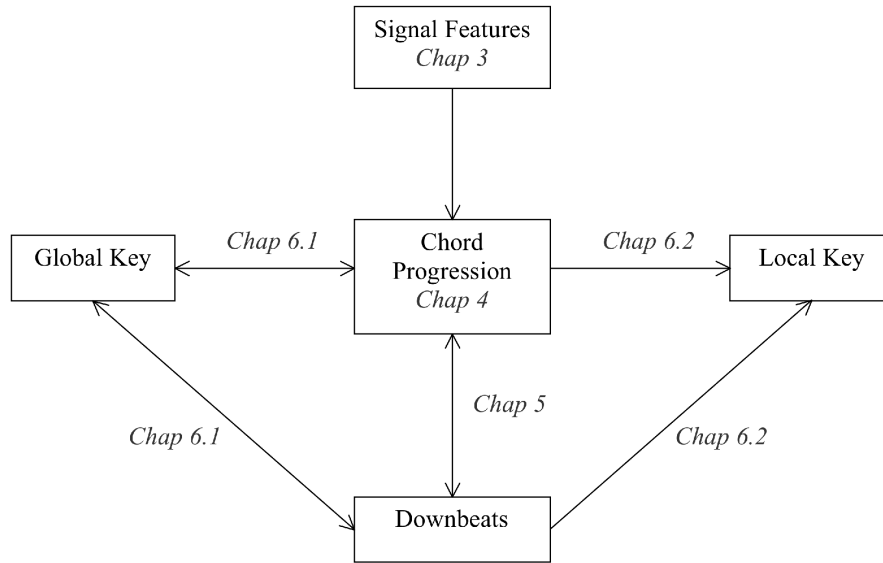 Signal Features
Chap 3
Chap 6.1
Chord
Chap 6.2
Global Key
Progression
Local Key
Chap 4
Chap 5
Chap 6.1
Chap 6.2
Downbeats